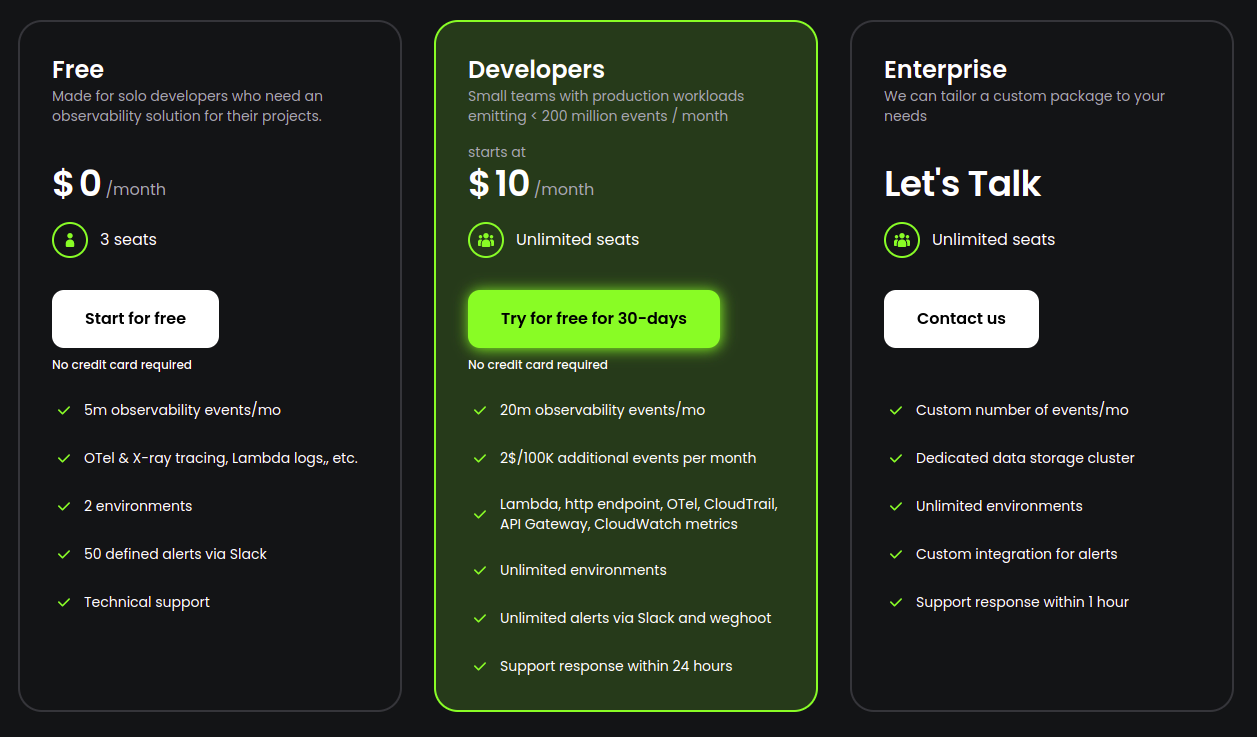 Free
Made for solo developers who need an
observability solution for their projects.
$ 0 /month
3 seats
Start for free
No credit card required
5m observability events/mo
OTel & X-ray tracing, Lambda logs,, etc.
2 environments
50 defined alerts via Slack
Technical support
Developers
Small teams with production workloads
emitting < 200 million events / month
starts at
$ 10 /month
Unlimited seats
Try for free for 30-days
No credit card required
20m observability events/mo
2$/100K additional events per month
Lambda, http endpoint, OTel, CloudTrail,
API Gateway, CloudWatch metrics
Unlimited environments
Unlimited alerts via Slack and weghoot
Support response within 24 hours
Enterprise
We can tailor a custom package to your
needs
Let's Talk
Unlimited seats
Contact us
Custom number of events/mo
Dedicated data storage cluster
Unlimited environments
Custom integration for alerts
Support response within 1 hour